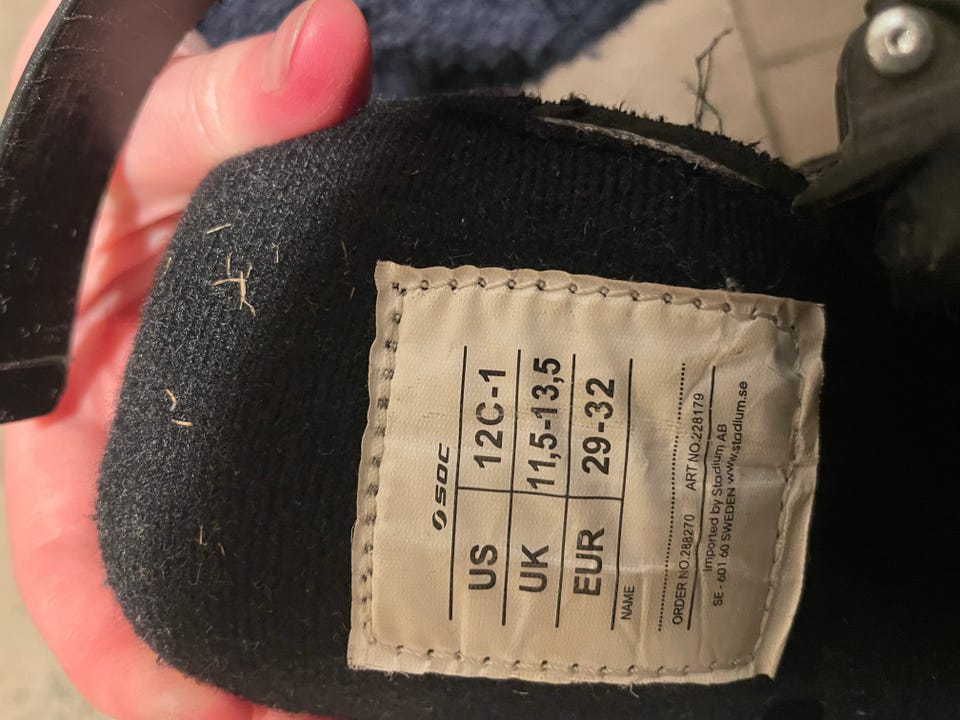 SOC
US 12C-1
UK 11,5-13,5
EUR 29-32
NAME
ORDER NO.288270 ART NO:228179
Imported by Stadium AB
SE - 601 60 SWEDEN www.stadium.se